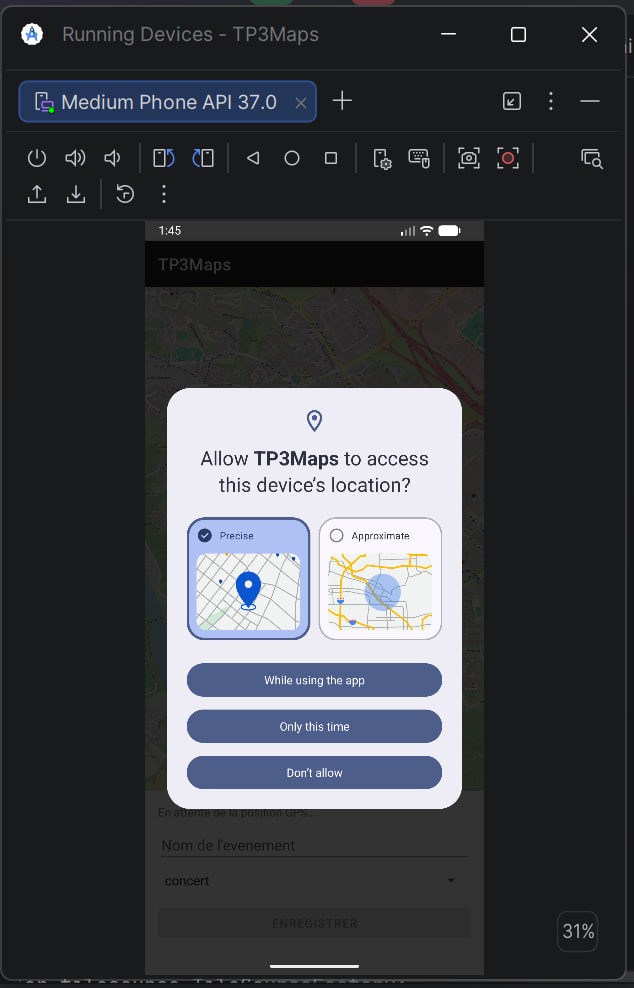 Running Devices - TP3Maps
Medium Phone API 37.0
1:45
TP3Maps
Allow TP3Maps to access
this device's location?
Precise
Approximate
While using the app
Only this time
Don't allow
En attente de la position GPS...
Nom de l'evenement
concert
ENREGISTRER
31%